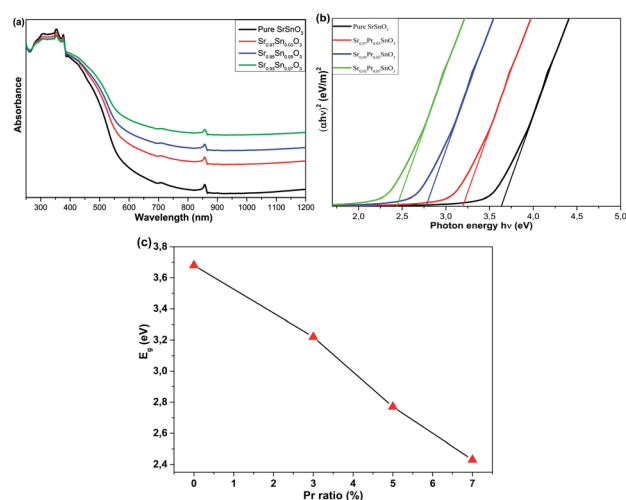 (a)
Pure SrSnO3
Sr0.97Sn0.03O3
Sr0.95Sn0.05O3
Sr0.93Sn0.07O3
Absorbance
300 400 500 600 700 800 900 1000 1100 1200
Wavelength (nm)
(b)
Pure SrSnO3
Sr0.97Pr0.03SnO3
Sr0.95Pr0.05SnO3
Sr0.93Pr0.07SnO3
(αhν)2 (eV/m)2
2,0 2,5 3,0 3,5 4,0 4,5 5,0
Photon energy hν (eV)
(c)
3,8
3,6
3,4
3,2
3,0
2,8
2,6
2,4
Eg (eV)
0 1 2 3 4 5 6 7
Pr ratio (%)